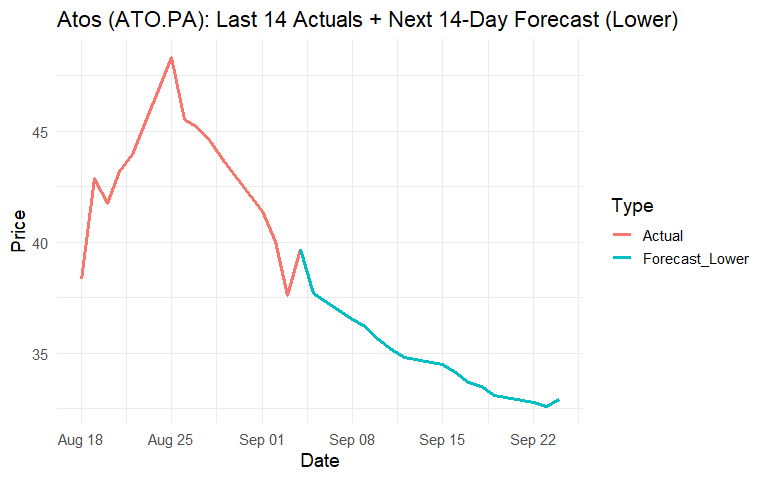 Atos (ATO.PA): Last 14 Actuals + Next 14-Day Forecast (Lower)
45
40
35
Price
Aug 18
Aug 25
Sep 01
Sep 08
Sep 15
Sep 22
Date
Type
Actual
Forecast_Lower